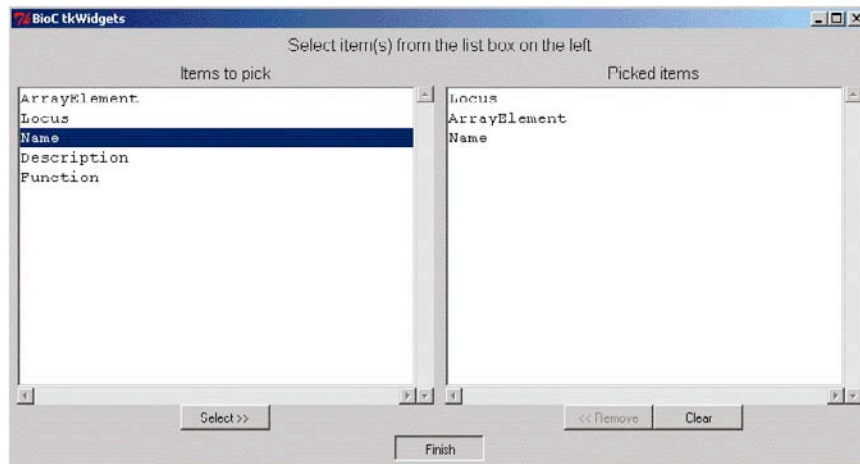 BioC tkWidgets
Select item(s) from the list box on the left
Items to pick
Picked items
ArrayElement
Locus
Name
Description
Function
Locus
ArrayElement
Name
Select >>
<< Remove
Clear
Finish